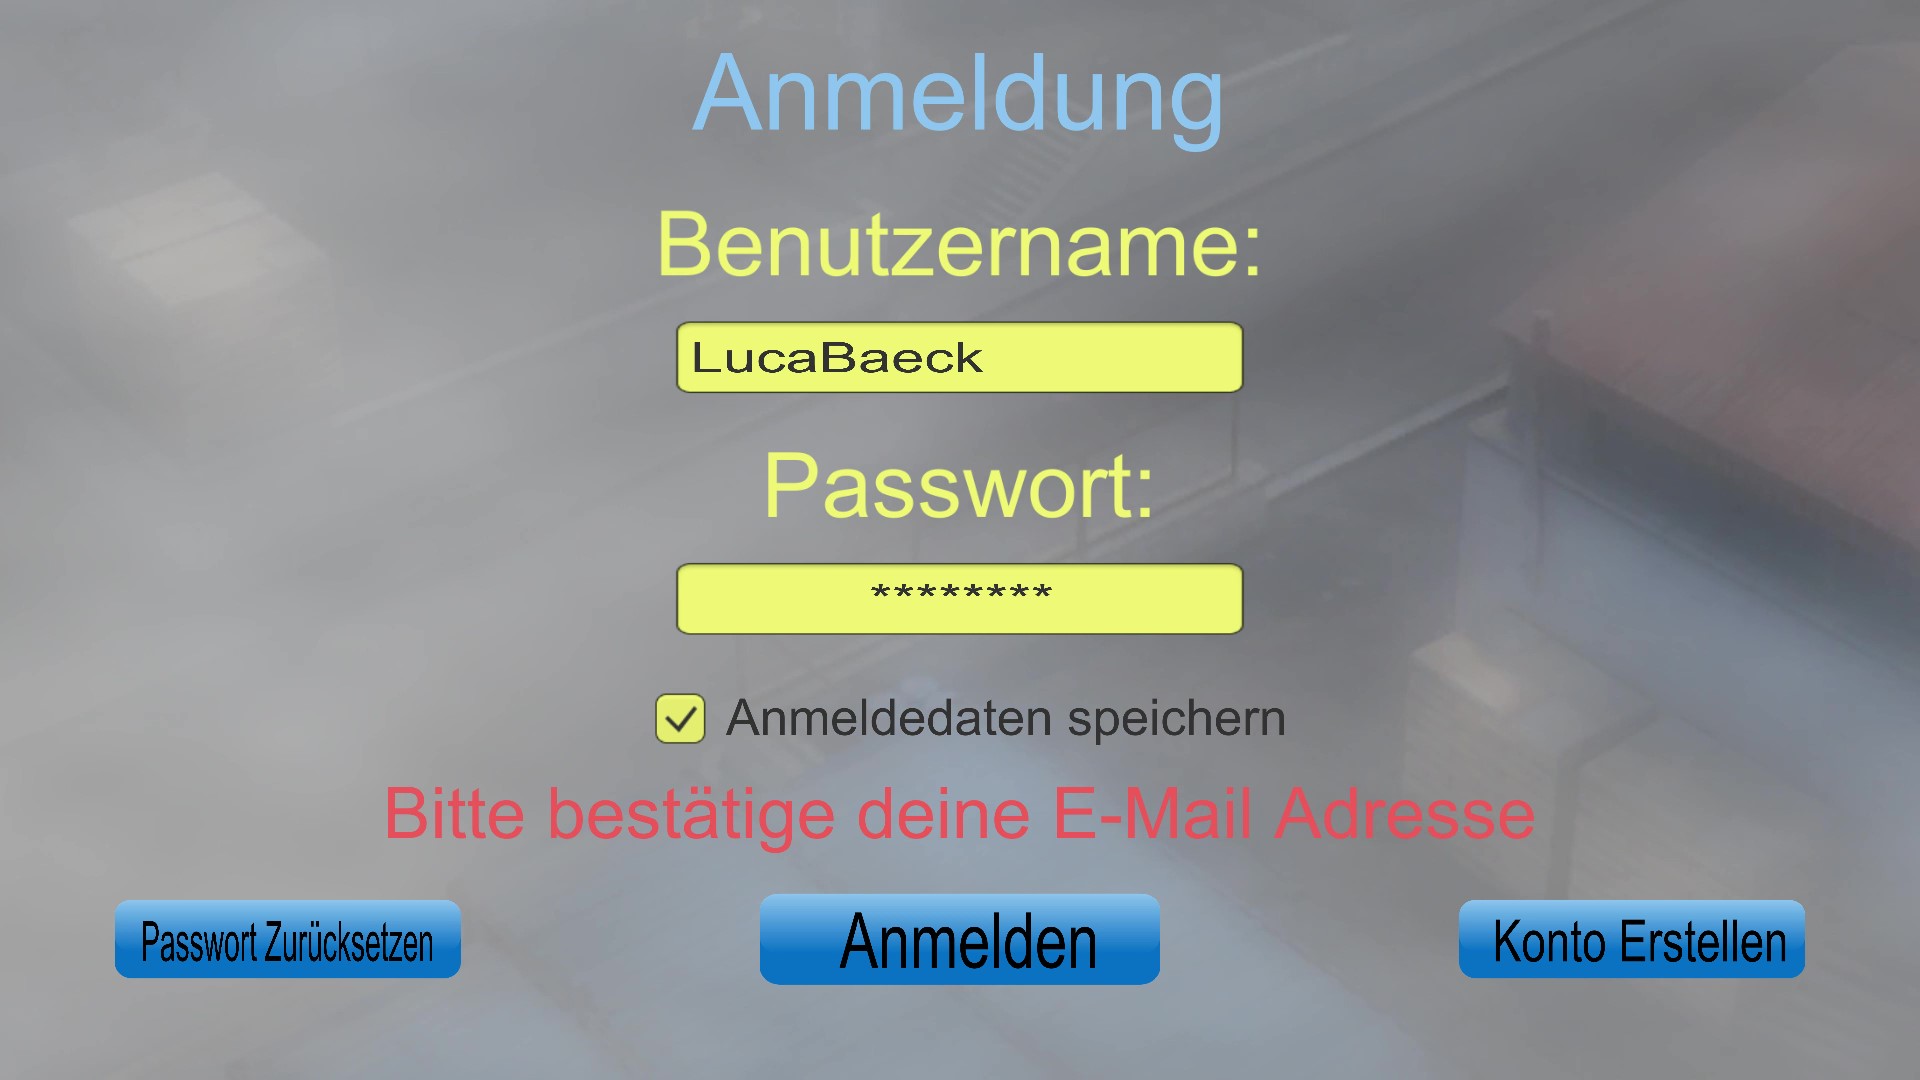 Anmeldung
Benutzername:
LucaBaeck
Passwort:
********
Anmeldedaten speichern
Bitte bestätige deine E-Mail Adresse
Passwort Zurücksetzen
Anmelden
Konto Erstellen